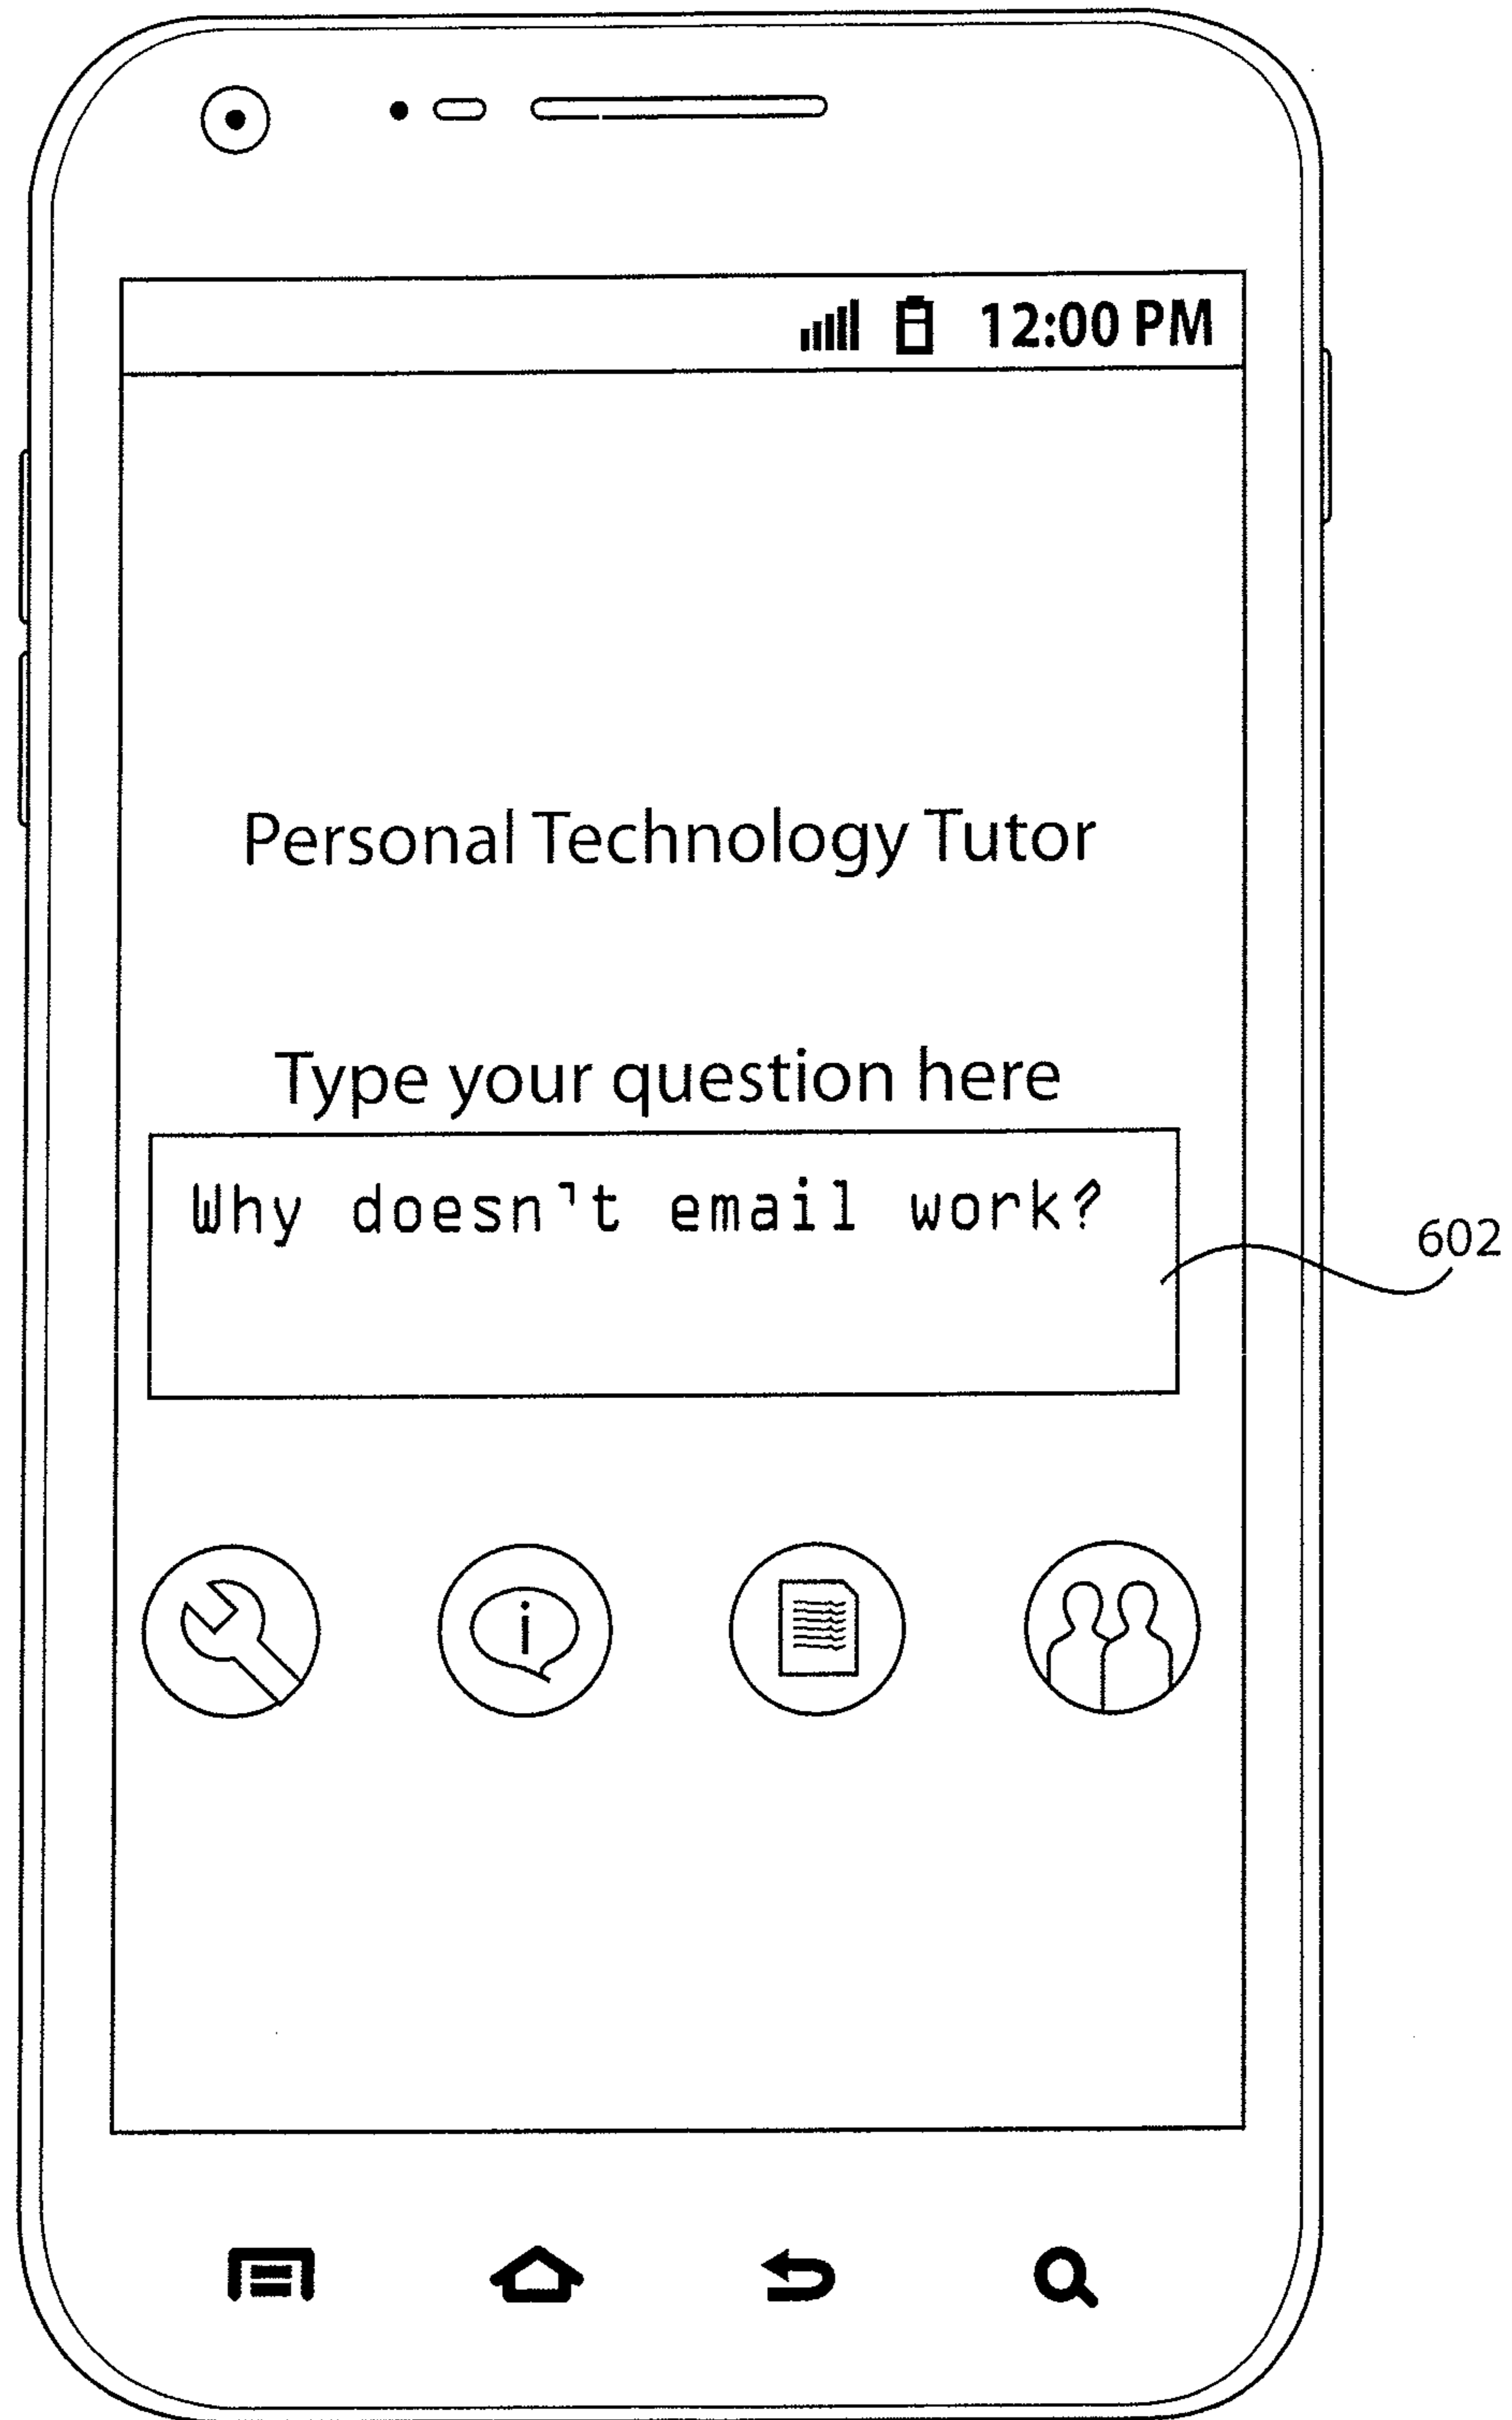 12:00 PM
Personal Technology Tutor
Type your question here
Why doesn't email work?
602
i